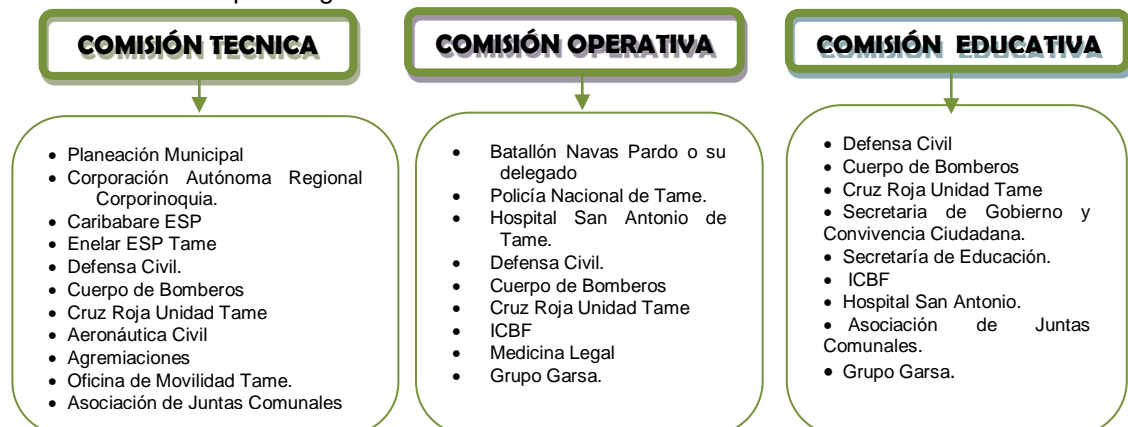 COMISIÓN TECNICA
• Planeación Municipal
• Corporación Autónoma Regional
Corporinoquia.
• Caribabare ESP
• Enelar ESP Tame
• Defensa Civil.
• Cuerpo de Bomberos
• Cruz Roja Unidad Tame
• Aeronáutica Civil
• Agremiaciones
• Oficina de Movilidad Tame.
• Asociación de Juntas Comunales
COMISIÓN OPERATIVA
• Batallón Navas Pardo o su
delegado
• Policía Nacional de Tame.
• Hospital San Antonio de
Tame.
• Defensa Civil.
• Cuerpo de Bomberos
• Cruz Roja Unidad Tame
• ICBF
• Medicina Legal
• Grupo Garsa.
COMISIÓN EDUCATIVA
• Defensa Civil
• Cuerpo de Bomberos
• Cruz Roja Unidad Tame
• Secretaria de Gobierno y
Convivencia Ciudadana.
• Secretaría de Educación.
• ICBF
• Hospital San Antonio.
• Asociación de Juntas
Comunales.
• Grupo Garsa.